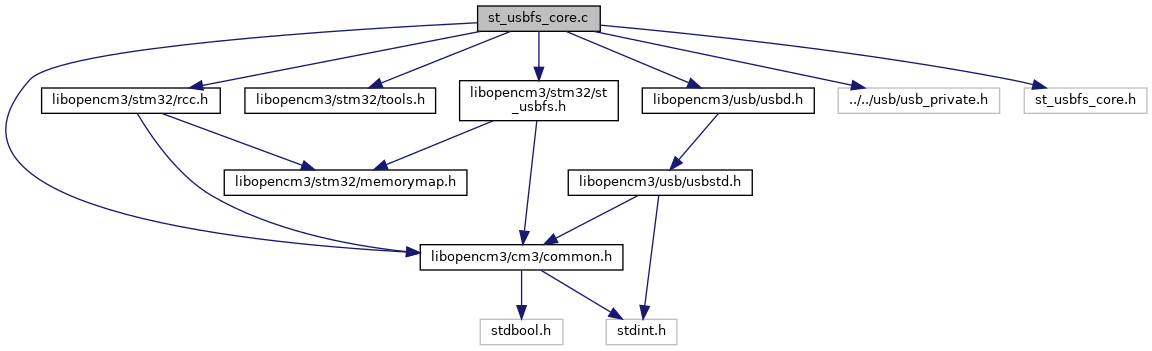 st_usbfs_core.c
libopencm3/stm32/rcc.h
libopencm3/stm32/tools.h
libopencm3/stm32/st
_usbfs.h
libopencm3/usb/usbd.h
../../usb/usb_private.h
st_usbfs_core.h
libopencm3/stm32/memorymap.h
libopencm3/usb/usbstd.h
libopencm3/cm3/common.h
stdbool.h
stdint.h